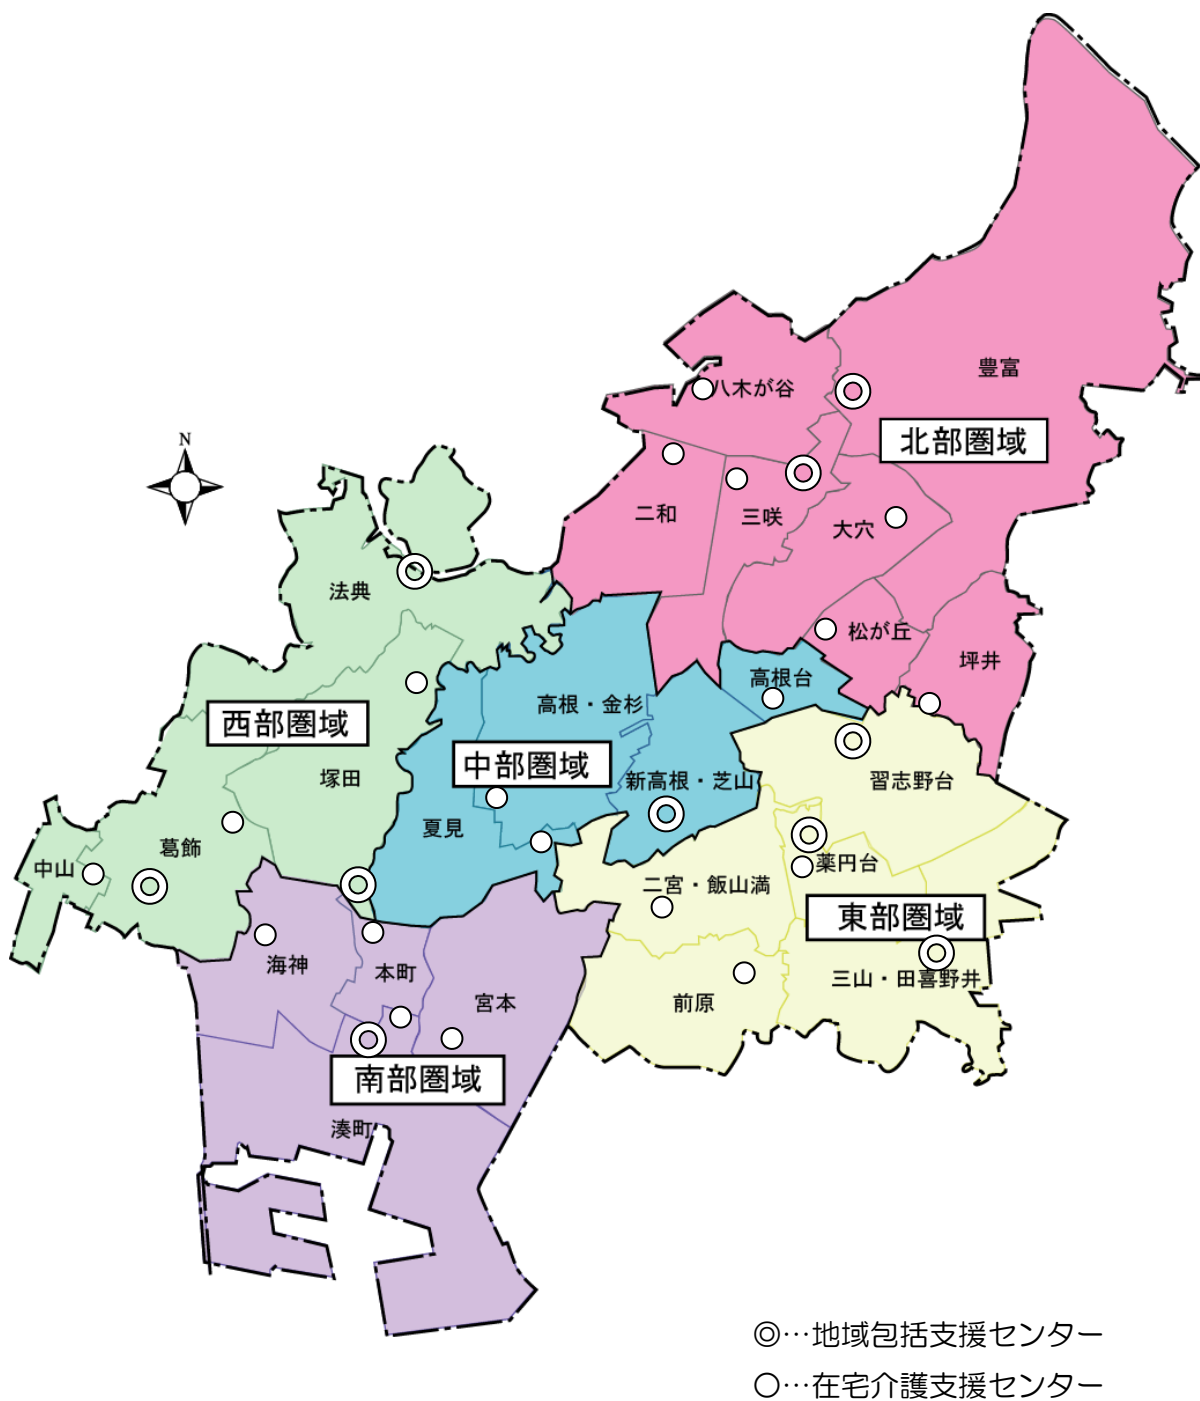 豊富
八木が谷
北部圏域
N
二和
三咲
大穴
法典
松が丘
坪井
高根台
高根・金杉
西部圏域
中部圏域
塚田
新高根・芝山
習志野台
夏見
葛飾
中山
薬円台
二宮・飯山満
東部圏域
海神
本町
三山・田喜野井
宮本
前原
南部圏域
湊町
◎…地域包括支援センター
○…在宅介護支援センター